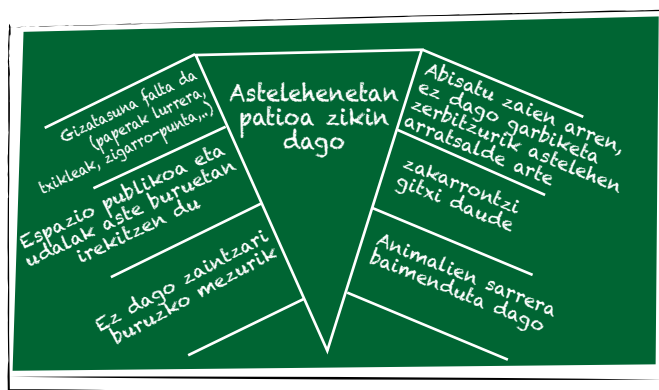 Astelehenetan
patioa zikin
dago
Gizatasuna falta da
(paperak lurrera,
txikleak, zigarro-punta,..)
Espazio publikoa eta
udalak aste buruetan
irekitzen du
Ez dago zaintzari
buruzko mezurik
Abisatu zaien arren,
ez dago garbiketa
zerbitzurik astelehen
arratsalde arte
zakarrontzi
gitxi daude
Animalien sarrera
baimenduta dago